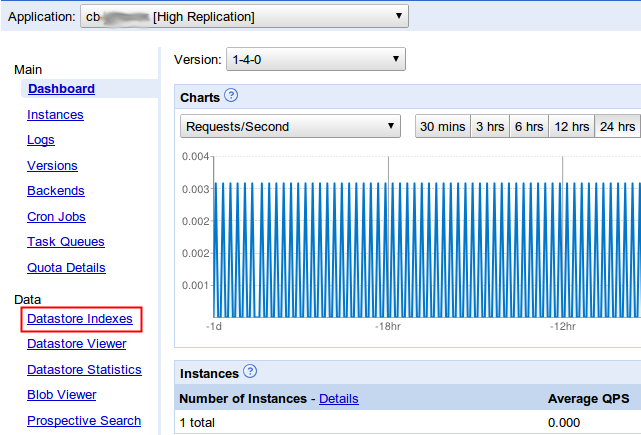 Application: cb- [High Replication]
Version: 1-4-0
Main
Dashboard
Instances
Logs
Versions
Backends
Cron Jobs
Task Queues
Quota Details
Data
Datastore Indexes
Datastore Viewer
Datastore Statistics
Blob Viewer
Prospective Search
Charts ?
Requests/Second
30 mins 3 hrs 6 hrs 12 hrs 24 hrs
0.004
0.003
0.002
0.002
0.001
-1d -18hr -12hr
Instances ?
Number of Instances - Details Average QPS
1 total 0.000